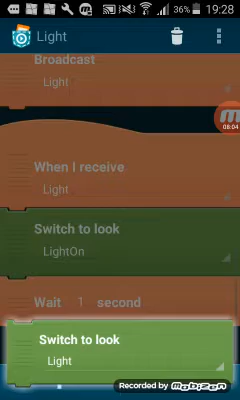 36% 19:28
Light
Broadcast
Light
08:04
When I receive
Light
Switch to look
LightOn
Wait 1 second
Switch to look
Light
Recorded by MOBIZEN